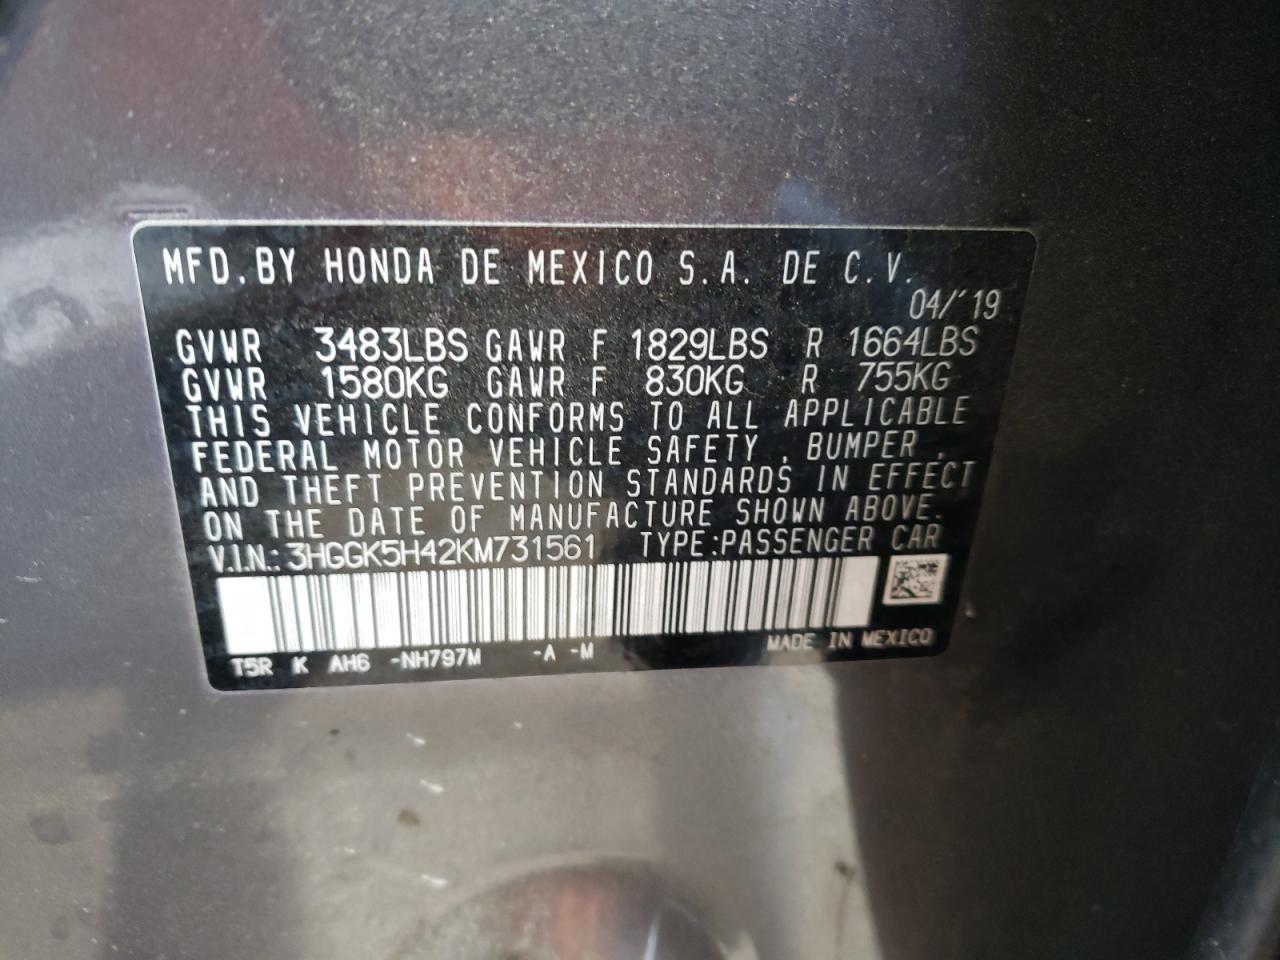 MFD.BY HONDA DE MEXICO S.A. DE C.V.
04/'19
GVWR 3483LBS GAWR F 1829LBS R 1664LBS
GVWR 1580KG GAWR F 830KG R 755KG
THIS VEHICLE CONFORMS TO ALL APPLICABLE
FEDERAL MOTOR VEHICLE SAFETY, BUMPER,
AND THEFT PREVENTION STANDARDS IN EFFECT
ON THE DATE OF MANUFACTURE SHOWN ABOVE.
V.I.N.: 3HGGK5H42KM731561 TYPE:PASSENGER CAR
T5R K AH6 -NH797M -A -M MADE IN MEXICO